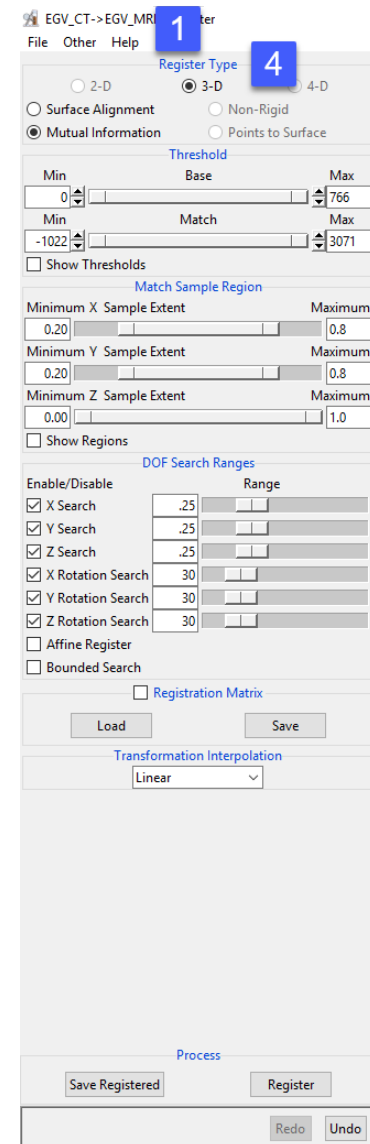 EGV_CT->EGV_MRI ter
File Other Help
1
4
Register Type
2-D 3-D 4-D
Surface Alignment Non-Rigid
Mutual Information Points to Surface
Threshold
Min Base Max
0 766
Min Match Max
-1022 3071
Show Thresholds
Match Sample Region
Minimum X Sample Extent Maximum
0.20 0.8
Minimum Y Sample Extent Maximum
0.20 0.8
Minimum Z Sample Extent Maximum
0.00 1.0
Show Regions
DOF Search Ranges
Enable/Disable Range
X Search .25
Y Search .25
Z Search .25
X Rotation Search 30
Y Rotation Search 30
Z Rotation Search 30
Affine Register
Bounded Search
Registration Matrix
Load Save
Transformation Interpolation
Linear
Process
Save Registered Register
Redo Undo